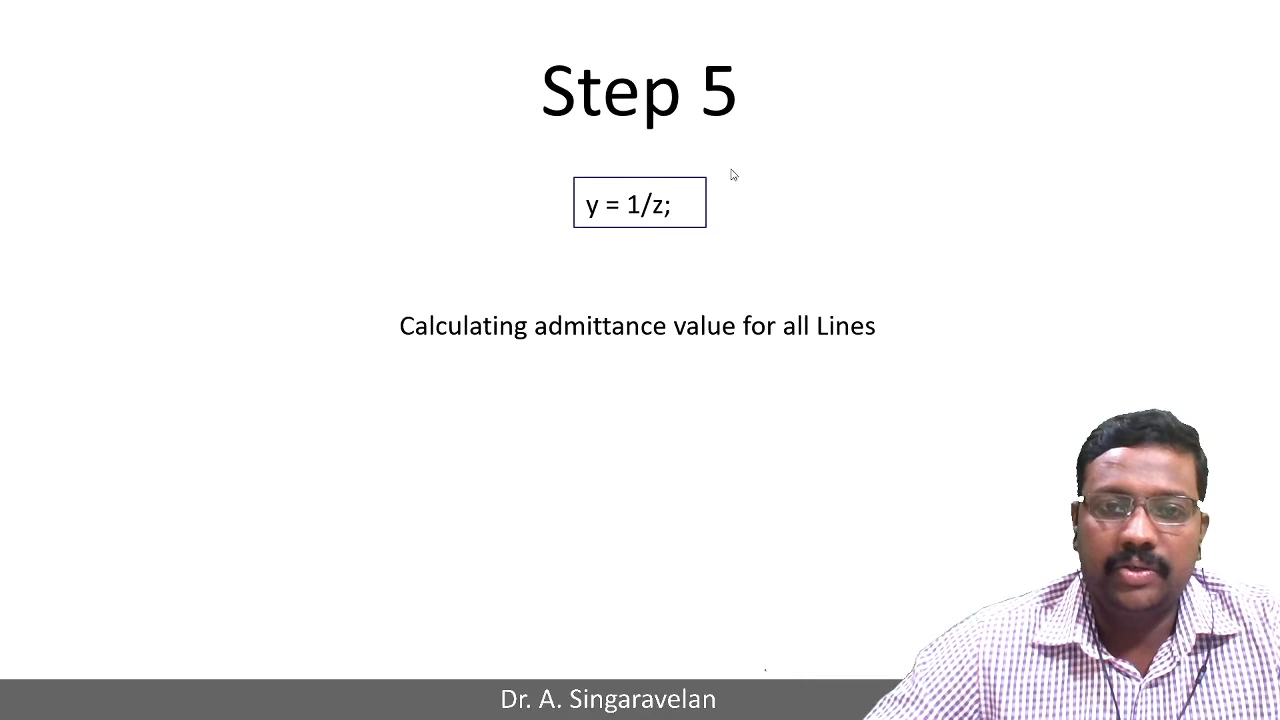 Step 5
y = 1/z;
Calculating admittance value for all Lines
Dr. A. Singaravelan